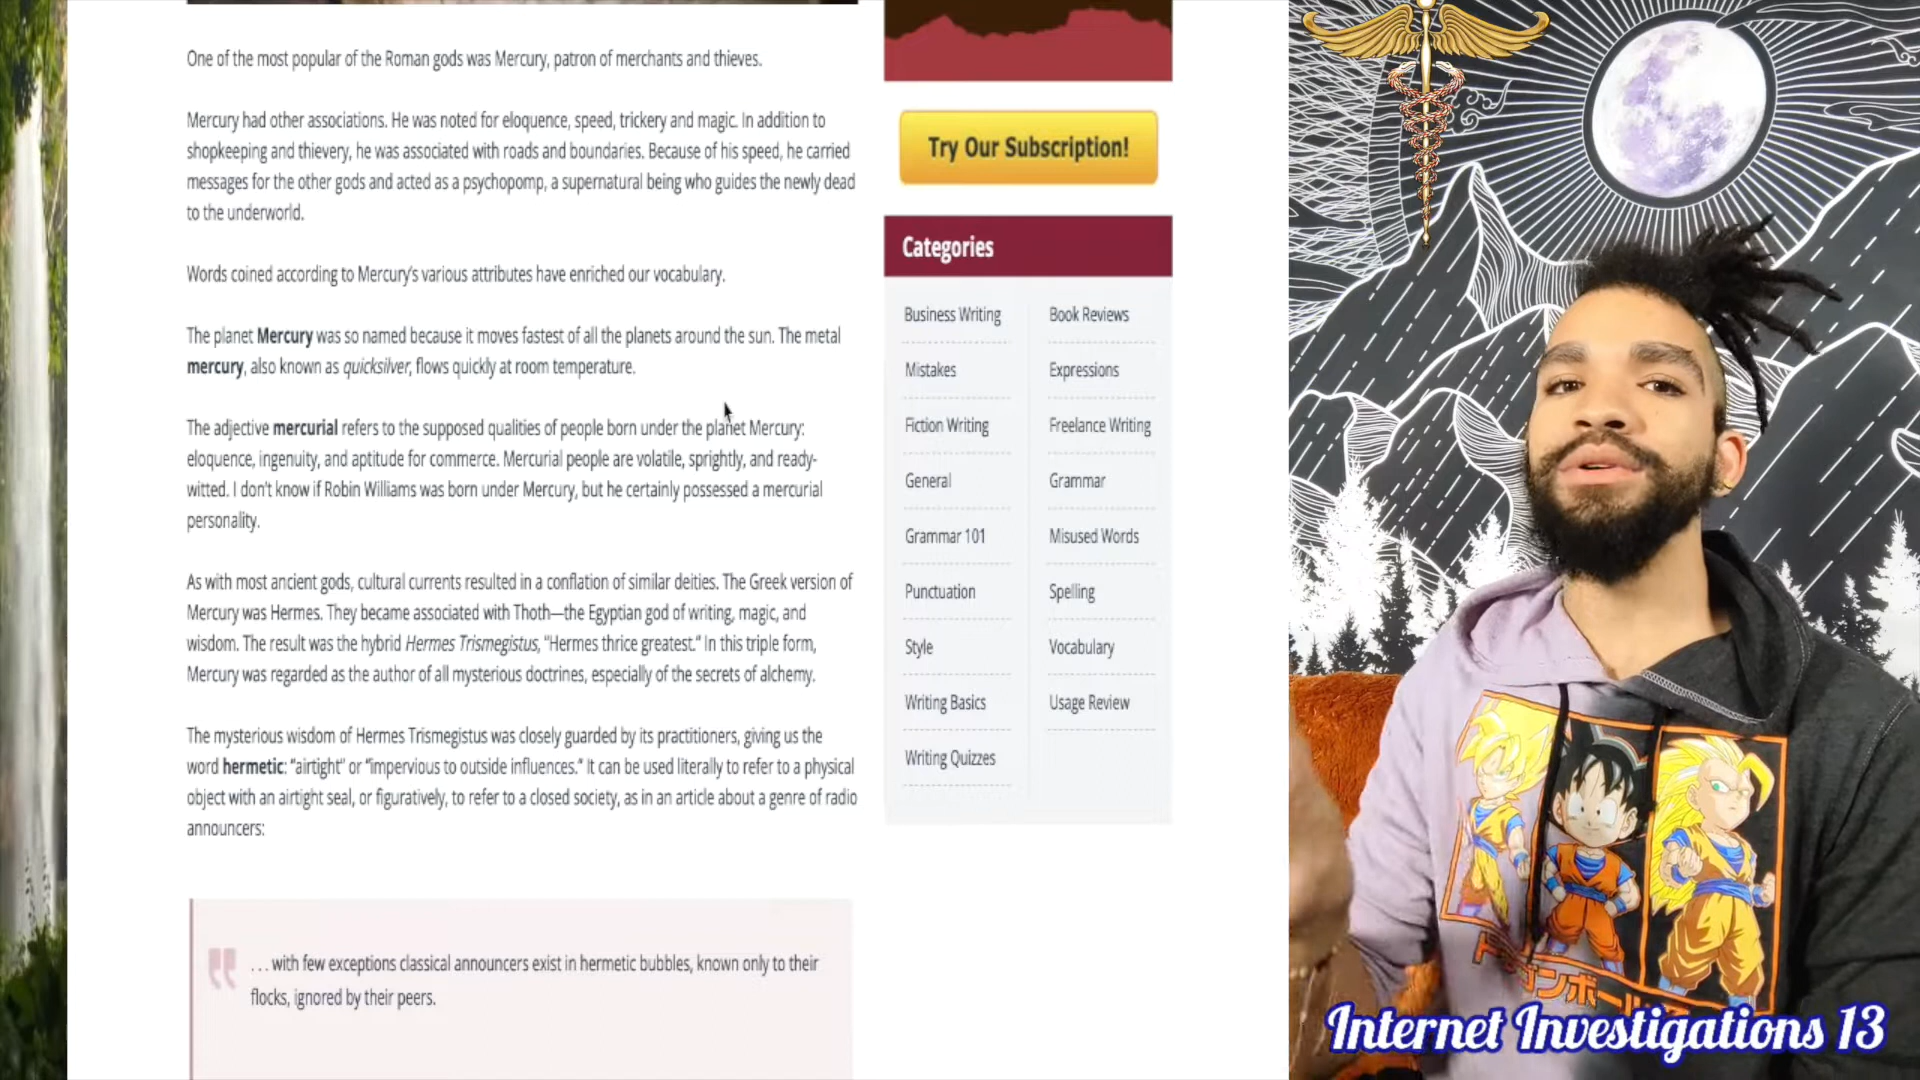 One of the most popular of the Roman gods was Mercury, patron of merchants and thieves.
Mercury had other associations. He was noted for eloquence, speed, trickery and magic. In addition to
shopkeeping and thievery, he was associated with roads and boundaries. Because of his speed, he carried
messages for the other gods and acted as a psychopomp, a supernatural being who guides the newly dead
to the underworld.
Words coined according to Mercury’s various attributes have enriched our vocabulary.
The planet Mercury was so named because it moves fastest of all the planets around the sun. The metal
mercury, also known as quicksilver, flows quickly at room temperature.
The adjective mercurial refers to the supposed qualities of people born under the planet Mercury:
eloquence, ingenuity, and aptitude for commerce. Mercurial people are volatile, sprightly, and ready-
witted. I don’t know if Robin Williams was born under Mercury, but he certainly possessed a mercurial
personality.
As with most ancient gods, cultural currents resulted in a conflation of similar deities. The Greek version of
Mercury was Hermes. They became associated with Thoth—the Egyptian god of writing, magic, and
wisdom. The result was the hybrid Hermes Trismegistus, “Hermes thrice greatest.” In this triple form,
Mercury was regarded as the author of all mysterious doctrines, especially of the secrets of alchemy.
The mysterious wisdom of Hermes Trismegistus was closely guarded by its practitioners, giving us the
word hermetic: “airtight” or “impervious to outside influences.” It can be used literally to refer to a physical
object with an airtight seal, or figuratively, to refer to a closed society, as in an article about a genre of radio
announcers:
. . . with few exceptions classical announcers exist in hermetic bubbles, known only to their
flocks, ignored by their peers.
Try Our Subscription!
Categories
Business Writing
Book Reviews
Mistakes
Expressions
Fiction Writing
Freelance Writing
General
Grammar
Grammar 101
Misused Words
Punctuation
Spelling
Style
Vocabulary
Writing Basics
Usage Review
Writing Quizzes
Internet Investigations 13